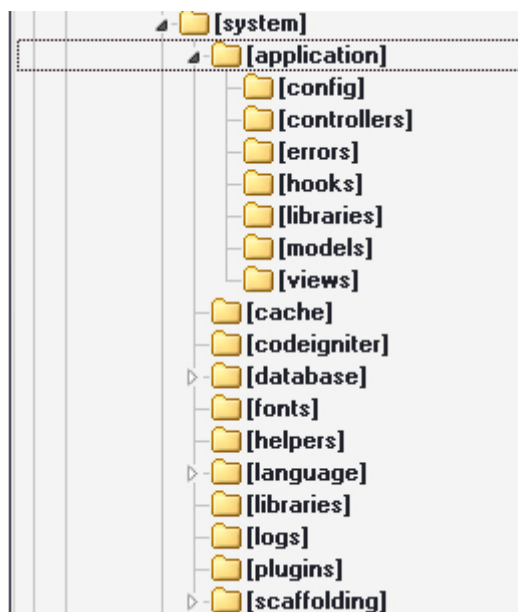 [system]
[application]
[config]
[controllers]
[errors]
[hooks]
[libraries]
[models]
[views]
[cache]
[codeigniter]
[database]
[fonts]
[helpers]
[language]
[libraries]
[logs]
[plugins]
[scaffolding]